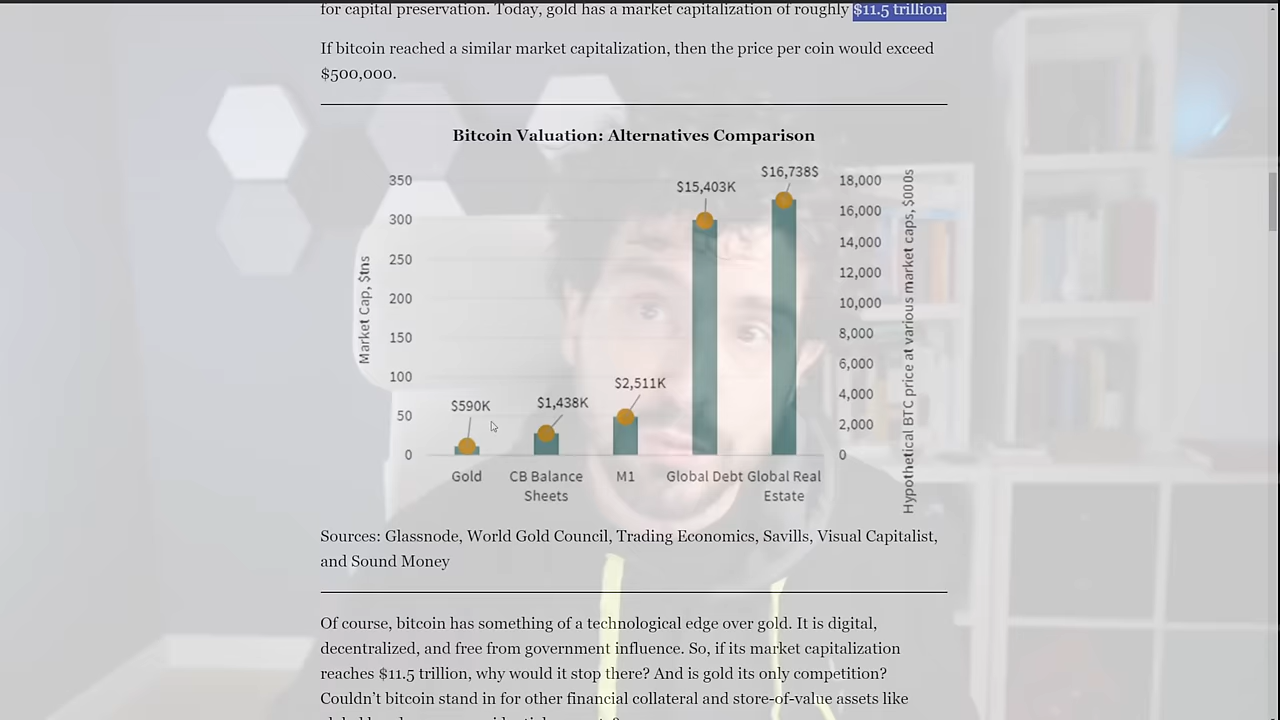 for capital preservation. Today, gold has a market capitalization of roughly $11.5 trillion.
If bitcoin reached a similar market capitalization, then the price per coin would exceed
$500,000.
Bitcoin Valuation: Alternatives Comparison
Market Cap, $tns
350
300
250
200
150
100
50
0
$590K
$1,438K
$2,511K
$15,403K
$16,738$
18,000
16,000
14,000
12,000
10,000
8,000
6,000
4,000
2,000
0
Hypothetical BTC price at various market caps, $000s
Gold
CB Balance
Sheets
M1
Global Debt
Global Real
Estate
Sources: Glassnode, World Gold Council, Trading Economics, Savills, Visual Capitalist,
and Sound Money
Of course, bitcoin has something of a technological edge over gold. It is digital,
decentralized, and free from government influence. So, if its market capitalization
reaches $11.5 trillion, why would it stop there? And is gold its only competition?
Couldn't bitcoin stand in for other financial collateral and store-of-value assets like